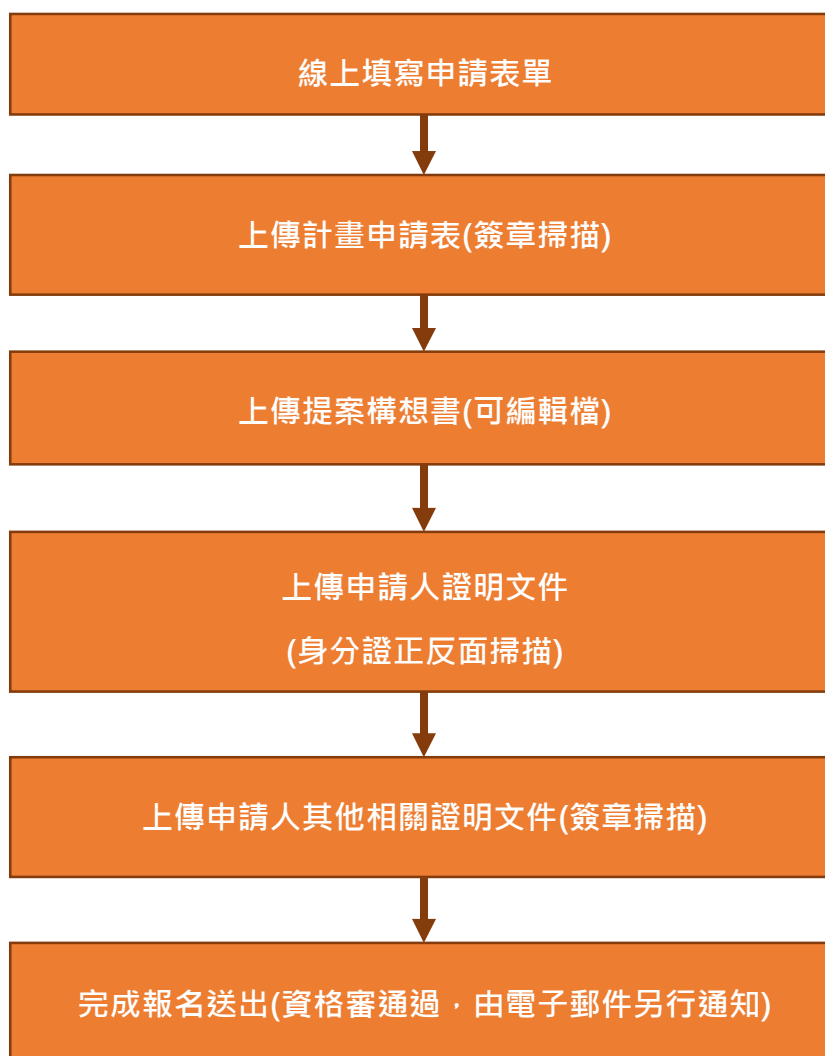 線上填寫申請表單
上傳計畫申請表(簽章掃描)
上傳提案構想書(可編輯檔)
上傳申請人證明文件
(身分證正反面掃描)
上傳申請人其他相關證明文件(簽章掃描)
完成報名送出(資格審通過，由電子郵件另行通知)